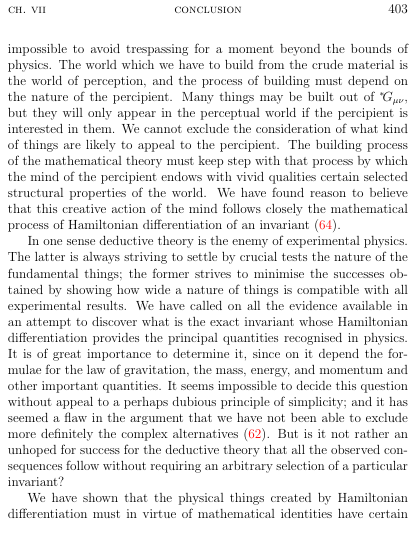 CH. VII CONCLUSION 403
impossible to avoid trespassing for a moment beyond the bounds of
physics. The world which we have to build from the crude material is
the world of perception, and the process of building must depend on
the nature of the percipient. Many things may be built out of *Gμν,
but they will only appear in the perceptual world if the percipient is
interested in them. We cannot exclude the consideration of what kind
of things are likely to appeal to the percipient. The building process
of the mathematical theory must keep step with that process by which
the mind of the percipient endows with vivid qualities certain selected
structural properties of the world. We have found reason to believe
that this creative action of the mind follows closely the mathematical
process of Hamiltonian differentiation of an invariant (64).
In one sense deductive theory is the enemy of experimental physics.
The latter is always striving to settle by crucial tests the nature of the
fundamental things; the former strives to minimise the successes ob-
tained by showing how wide a nature of things is compatible with all
experimental results. We have called on all the evidence available in
an attempt to discover what is the exact invariant whose Hamiltonian
differentiation provides the principal quantities recognised in physics.
It is of great importance to determine it, since on it depend the for-
mulae for the law of gravitation, the mass, energy, and momentum and
other important quantities. It seems impossible to decide this question
without appeal to a perhaps dubious principle of simplicity; and it has
seemed a flaw in the argument that we have not been able to exclude
more definitely the complex alternatives (62). But is it not rather an
unhoped for success for the deductive theory that all the observed con-
sequences follow without requiring an arbitrary selection of a particular
invariant?
We have shown that the physical things created by Hamiltonian
differentiation must in virtue of mathematical identities have certain